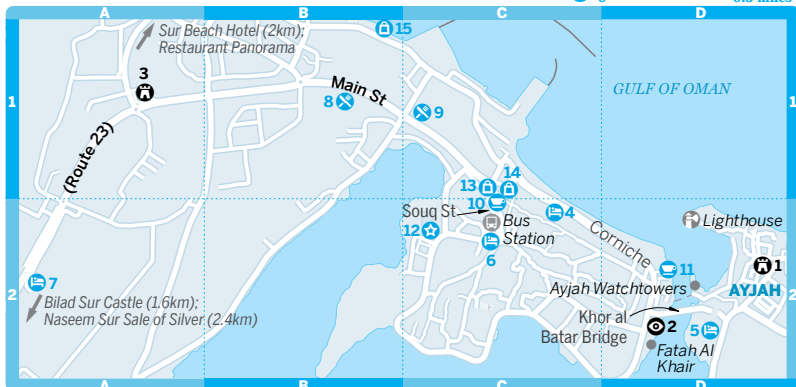 A B C D
Sur Beach Hotel (2km);
Restaurant Panorama
15
3
Main St
8
9
GULF OF OMAN
1
1
(Route 23)
14
13
10
Souq St
Bus
Station
4
Lighthouse
12
6
Corniche
7
11
1
2
2
Bilad Sur Castle (1.6km);
Naseem Sur Sale of Silver (2.4km)
Ayjah Watchtowers
AYJAH
Khor al
Batar Bridge
2
5
Fatah Al
Khair
A B C D